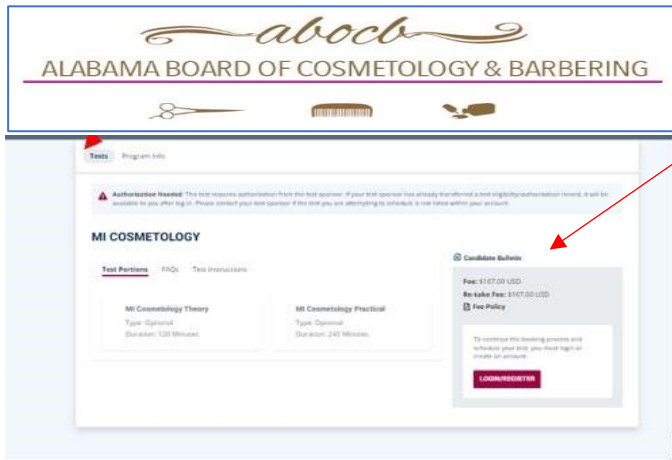 abocb
ALABAMA BOARD OF COSMETOLOGY & BARBERING
Tests Program Info
Authorization Needed: This test requires authorization from the test sponsor. If your test sponsor has already transferred a test eligibility/authorization record, it will be
available to you after log in. Please contact your test sponsor if the test you are attempting to schedule is not listed within your account.
MI COSMETOLOGY
Test Portions FAQs Test Instructions
MI Cosmetology Theory
Type: Optional
Duration: 120 Minutes
MI Cosmetology Practical
Type: Optional
Duration: 240 Minutes
Candidate Bulletin
Fee: $167.00 USD
Re-take Fee: $167.00 USD
Fee Policy
To continue the booking process and
schedule your test, you must login or
create an account.
LOGIN/REGISTER